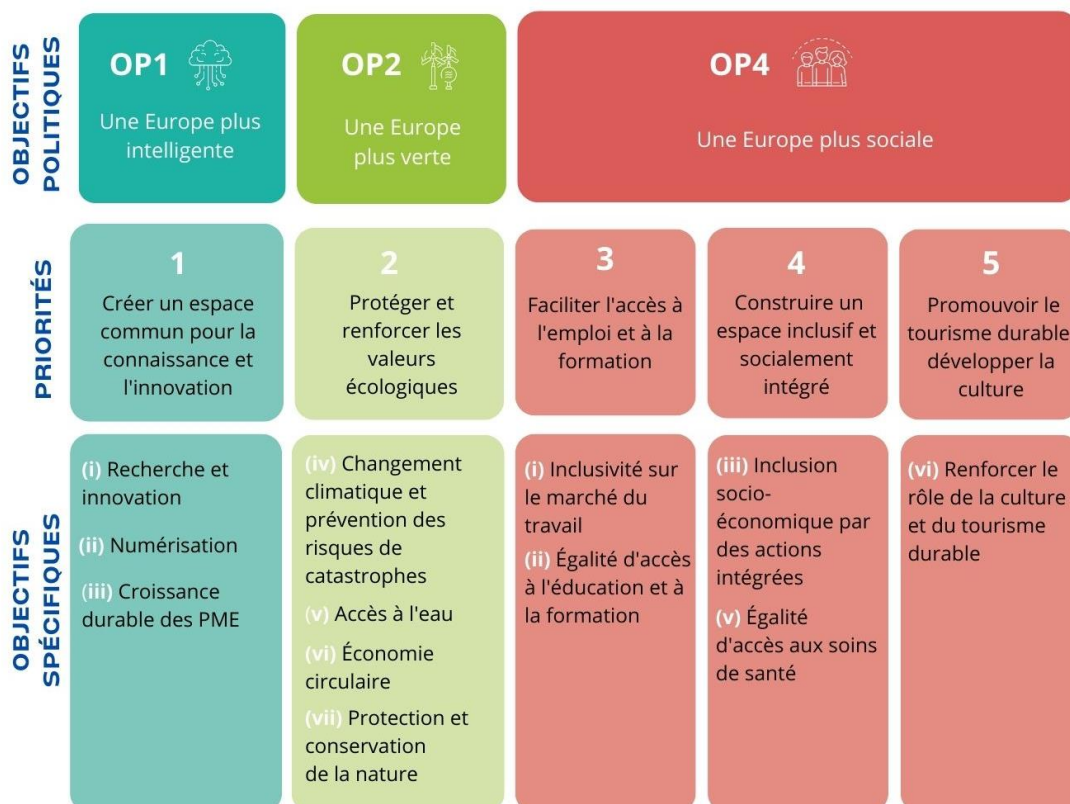 OBJECTIFS
POLITIQUES
OP1
Une Europe plus
intelligente
OP2
Une Europe
plus verte
OP4
Une Europe plus sociale
PRIORITÉS
1
Créer un espace
commun pour la
connaissance et
l'innovation
2
Protéger et
renforcer les
valeurs
écologiques
3
Faciliter l'accès à
l'emploi et à la
formation
4
Construire un
espace inclusif et
socialement
intégré
5
Promouvoir le
tourisme durable
développer la
culture
OBJECTIFS
SPÉCIFIQUES
(i) Recherche et
innovation
(ii) Numérisation
(iii) Croissance
durable des PME
(iv) Changement
climatique et
prévention des
risques de
catastrophes
(v) Accès à l'eau
(vi) Économie
circulaire
(vii) Protection et
conservation
de la nature
(i) Inclusivité sur
le marché du
travail
(ii) Égalité d'accès
à l'éducation et à
la formation
(iii) Inclusion
socio-
économique par
des actions
intégrées
(v) Égalité
d'accès aux soins
de santé
(vi) Renforcer le
rôle de la culture
et du tourisme
durable